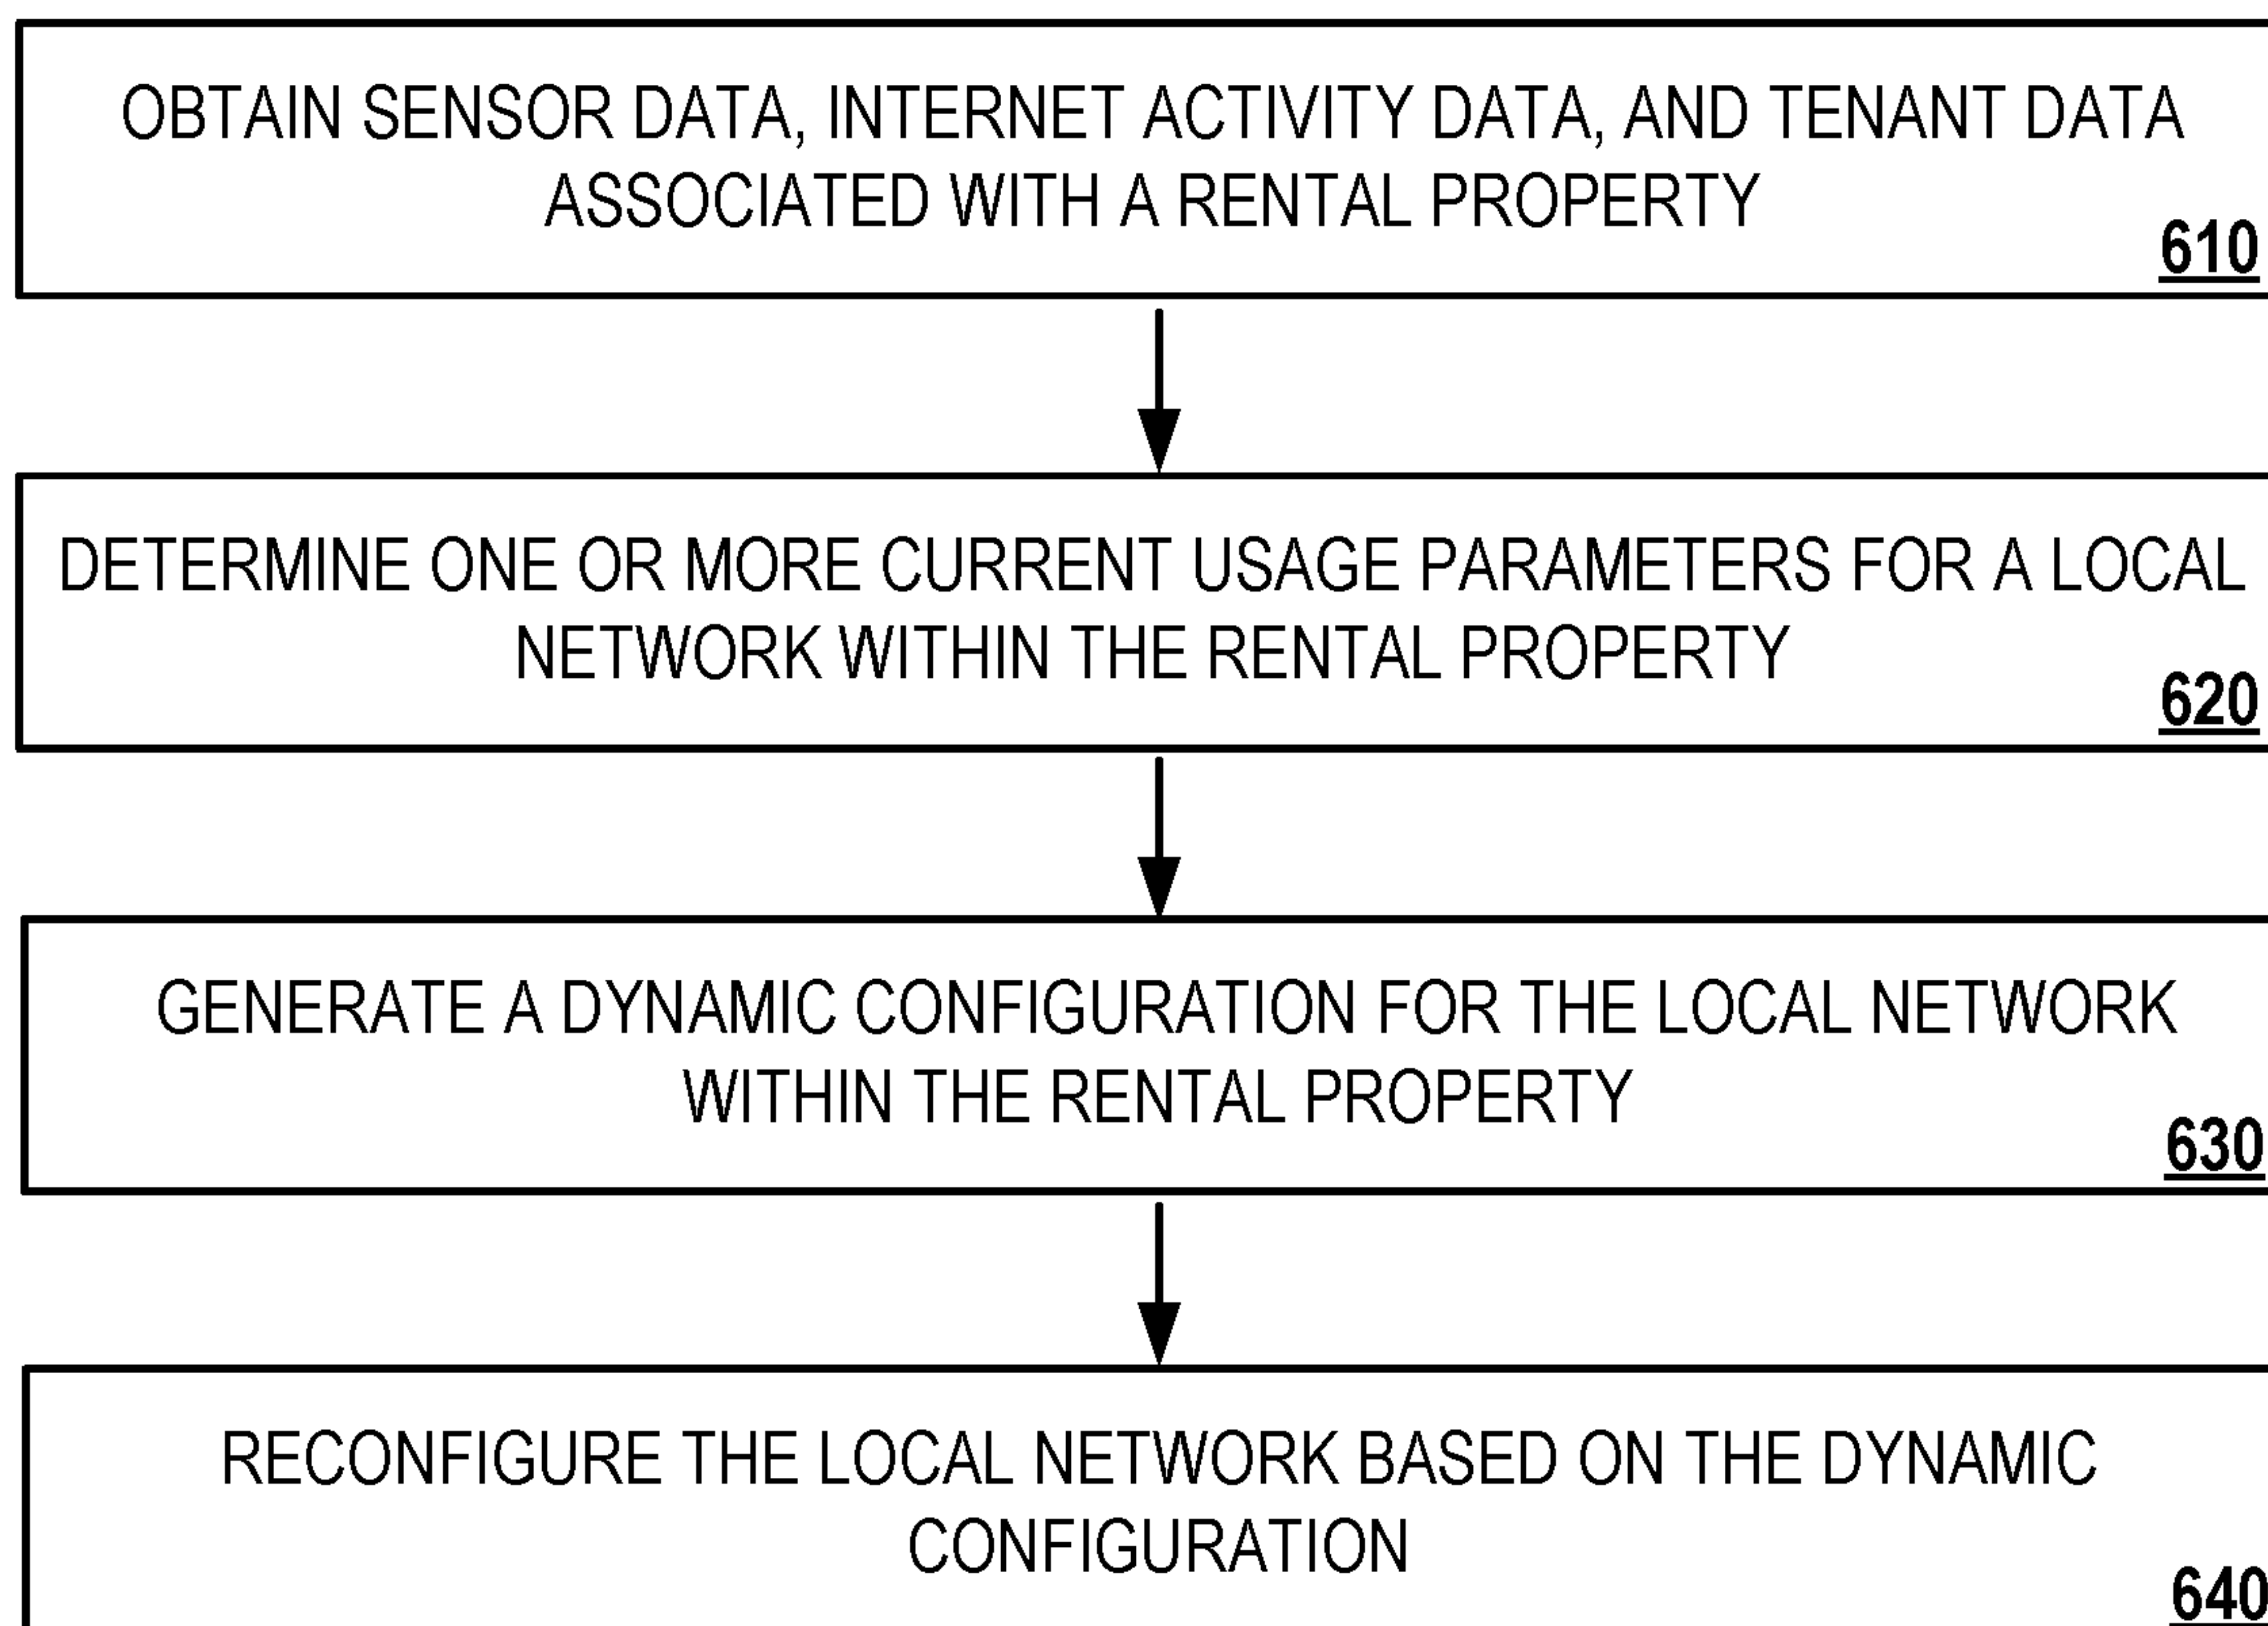 OBTAIN SENSOR DATA, INTERNET ACTIVITY DATA, AND TENANT DATA
ASSOCIATED WITH A RENTAL PROPERTY
610
DETERMINE ONE OR MORE CURRENT USAGE PARAMETERS FOR A LOCAL
NETWORK WITHIN THE RENTAL PROPERTY
620
GENERATE A DYNAMIC CONFIGURATION FOR THE LOCAL NETWORK
WITHIN THE RENTAL PROPERTY
630
RECONFIGURE THE LOCAL NETWORK BASED ON THE DYNAMIC
CONFIGURATION
640